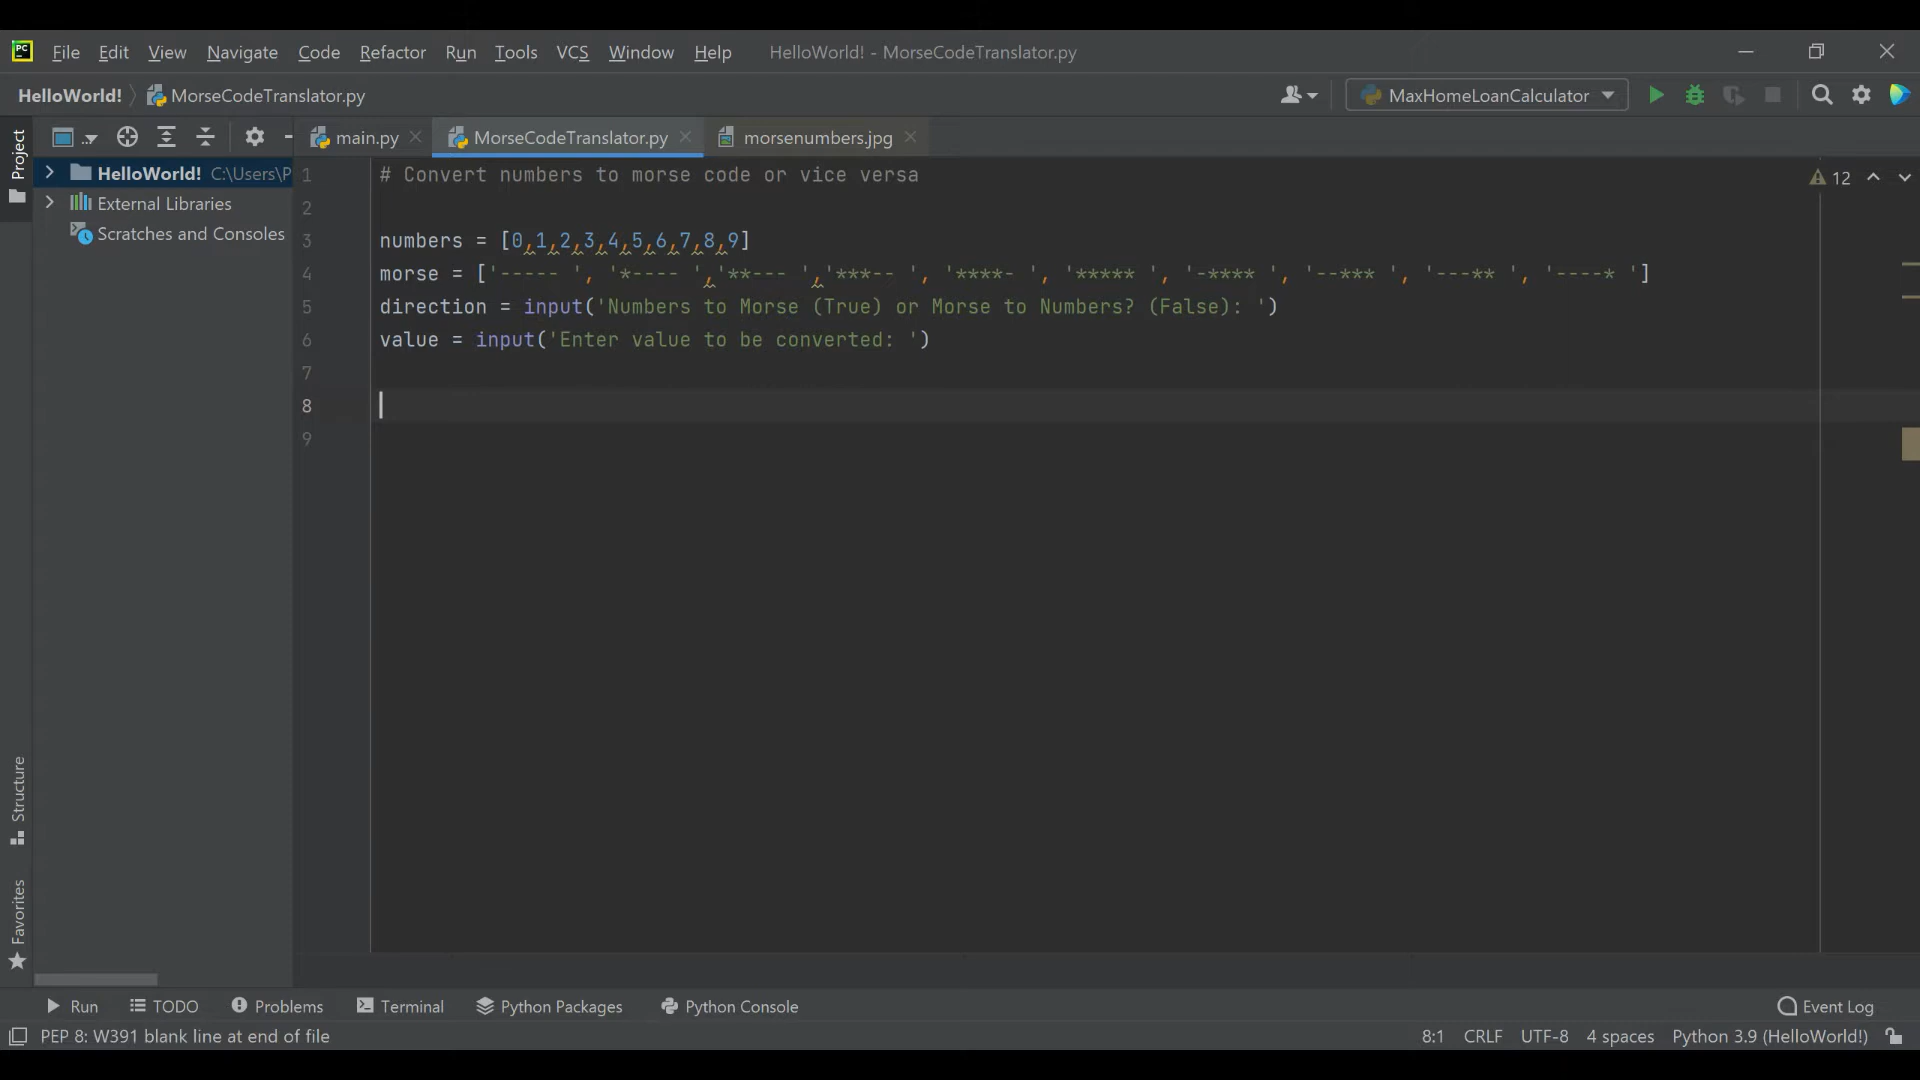 PC File Edit View Navigate Code Refactor Run Tools VCS Window Help HelloWorld! - MorseCodeTranslator.py
HelloWorld! MorseCodeTranslator.py MaxHomeLoanCalculator
Project
main.py MorseCodeTranslator.py morsenumbers.jpg
HelloWorld! C:\Users\P
External Libraries
Scratches and Consoles
1 # Convert numbers to morse code or vice versa
12
2
3 numbers = [0,1,2,3,4,5,6,7,8,9]
4 morse = ['----- ', '*---- ','**--- ','***-- ', '****- ', '***** ', '-**** ', '--*** ', '---** ', '----* ']
5 direction = input('Numbers to Morse (True) or Morse to Numbers? (False): ')
6 value = input('Enter value to be converted: ')
7
8
9
Structure
Favorites
Run TODO Problems Terminal Python Packages Python Console Event Log
PEP 8: W391 blank line at end of file 8:1 CRLF UTF-8 4 spaces Python 3.9 (HelloWorld!)